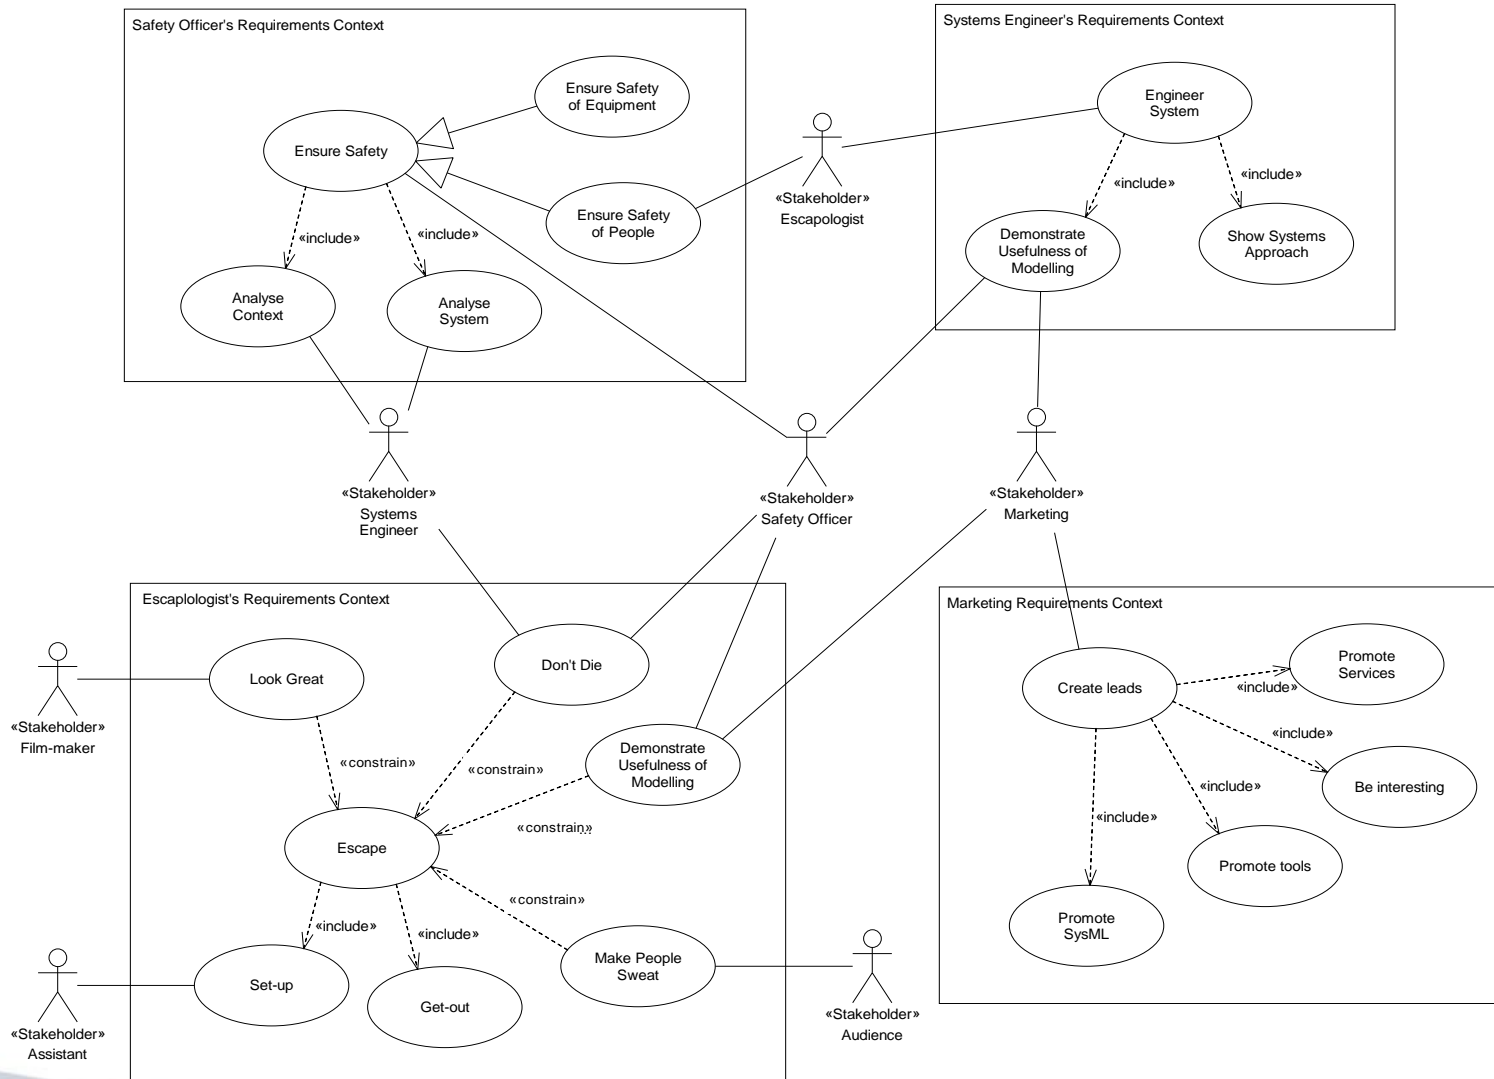 Safety Officer's Requirements Context
Ensure Safety
of Equipment
Ensure Safety
Ensure Safety
of People
«include»
«include»
Analyse
Context
Analyse
System
«Stakeholder»
Escapologist
Systems Engineer's Requirements Context
Engineer
System
«include»
«include»
Demonstrate
Usefulness of
Modelling
Show Systems
Approach
«Stakeholder»
Systems
Engineer
«Stakeholder»
Safety Officer
«Stakeholder»
Marketing
Escaplologist's Requirements Context
Look Great
Don't Die
«Stakeholder»
Film-maker
«constrain»
«constrain»
Demonstrate
Usefulness of
Modelling
«constrain»
Escape
«constrain»
«include»
«include»
Make People
Sweat
Set-up
Get-out
«Stakeholder»
Assistant
«Stakeholder»
Audience
Marketing Requirements Context
Create leads
Promote
Services
«include»
«include»
Be interesting
«include»
«include»
Promote tools
Promote
SysML